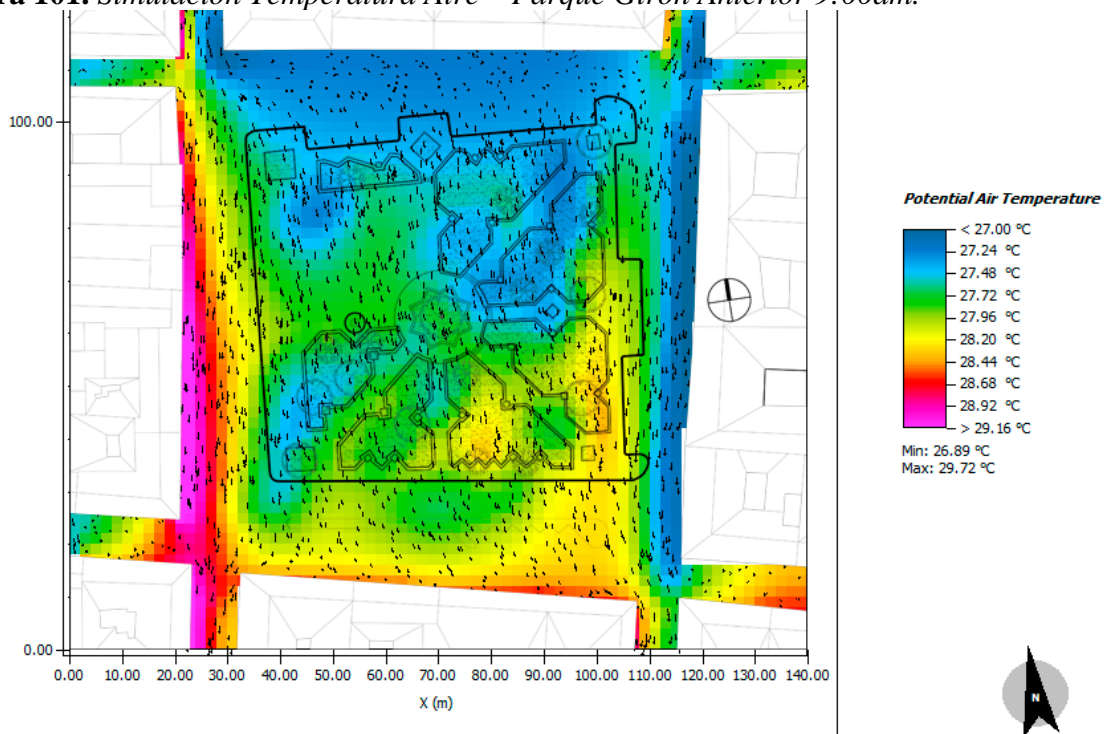 101. Simulación Temperatura Aire – Parque Girón Anterior 9:00am.
100.00
0.00
0.00 10.00 20.00 30.00 40.00 50.00 60.00 70.00 80.00 90.00 100.00 110.00 120.00 130.00 140.00
X (m)
Potential Air Temperature
< 27.00 °C
27.24 °C
27.48 °C
27.72 °C
27.96 °C
28.20 °C
28.44 °C
28.68 °C
28.92 °C
> 29.16 °C
Min: 26.89 °C
Max: 29.72 °C
N